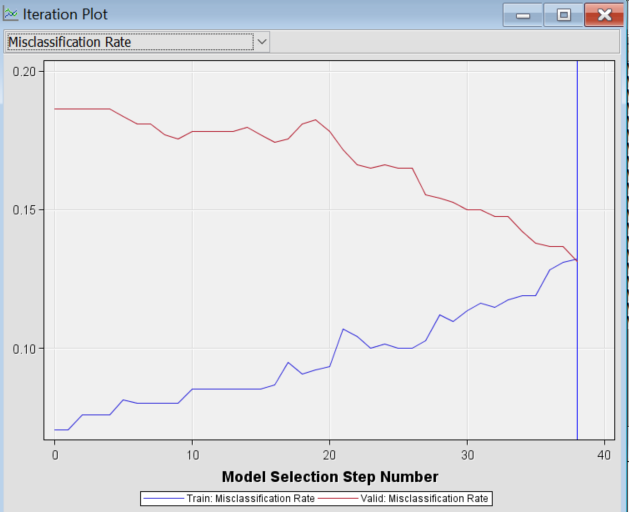 Iteration Plot
Misclassification Rate
0.20
0.15
0.10
0 10 20 30 40
Model Selection Step Number
Train: Misclassification Rate Valid: Misclassification Rate